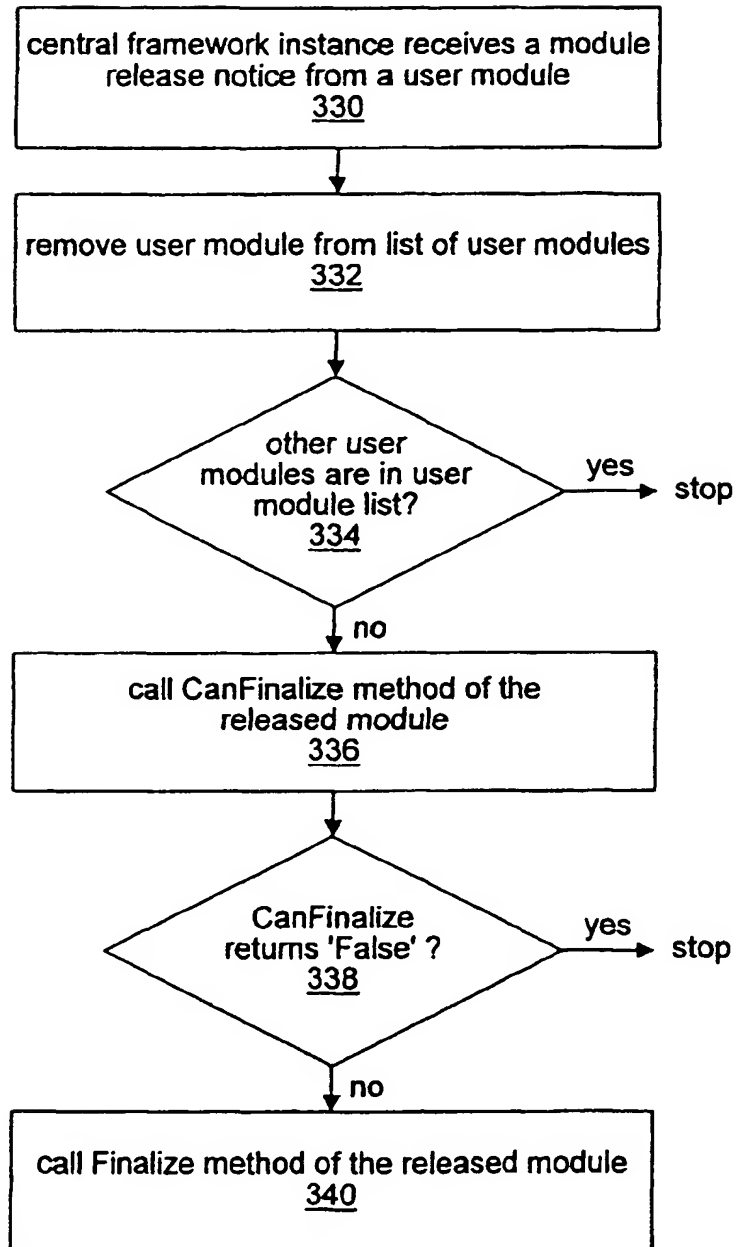 central framework instance receives a module
release notice from a user module
330
remove user module from list of user modules
332
other user
modules are in user
module list?
334
yes
stop
no
call CanFinalize method of the
released module
336
CanFinalize
returns 'False' ?
338
yes
stop
no
call Finalize method of the released module
340